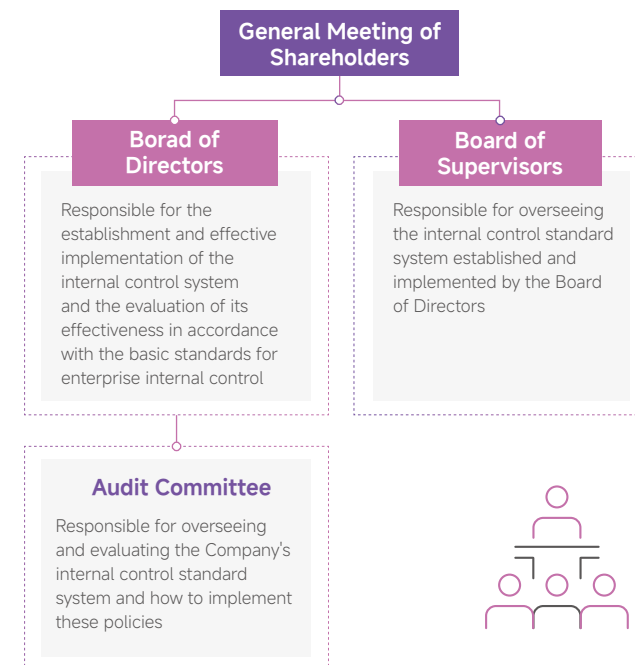 General Meeting of
Shareholders
Borad of
Directors
Responsible for the
establishment and effective
implementation of the
internal control system
and the evaluation of its
effectiveness in accordance
with the basic standards for
enterprise internal control
Board of
Supervisors
Responsible for overseeing
the internal control standard
system established and
implemented by the Board
of Directors
Audit Committee
Responsible for overseeing
and evaluating the Company's
internal control standard
system and how to implement
these policies